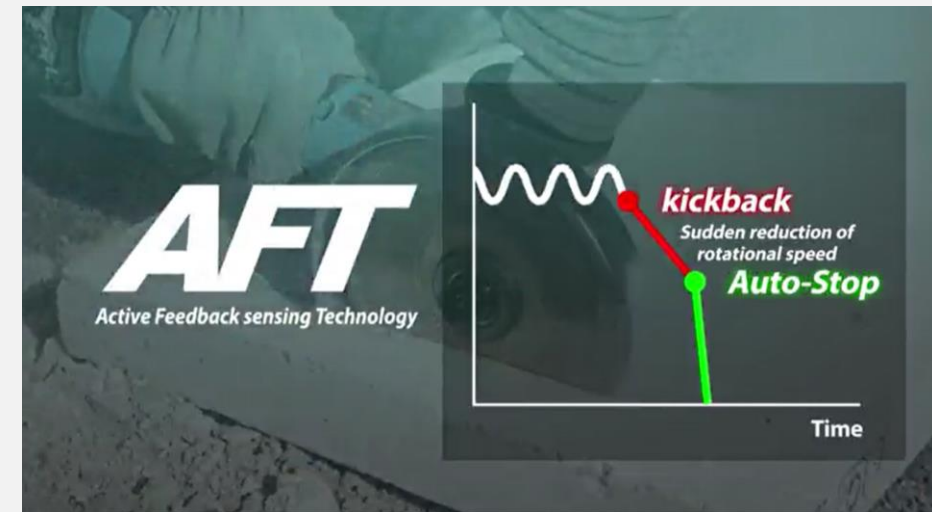 AFT
Active Feedback sensing Technology
kickback
Sudden reduction of
rotational speed
Auto-Stop
Time